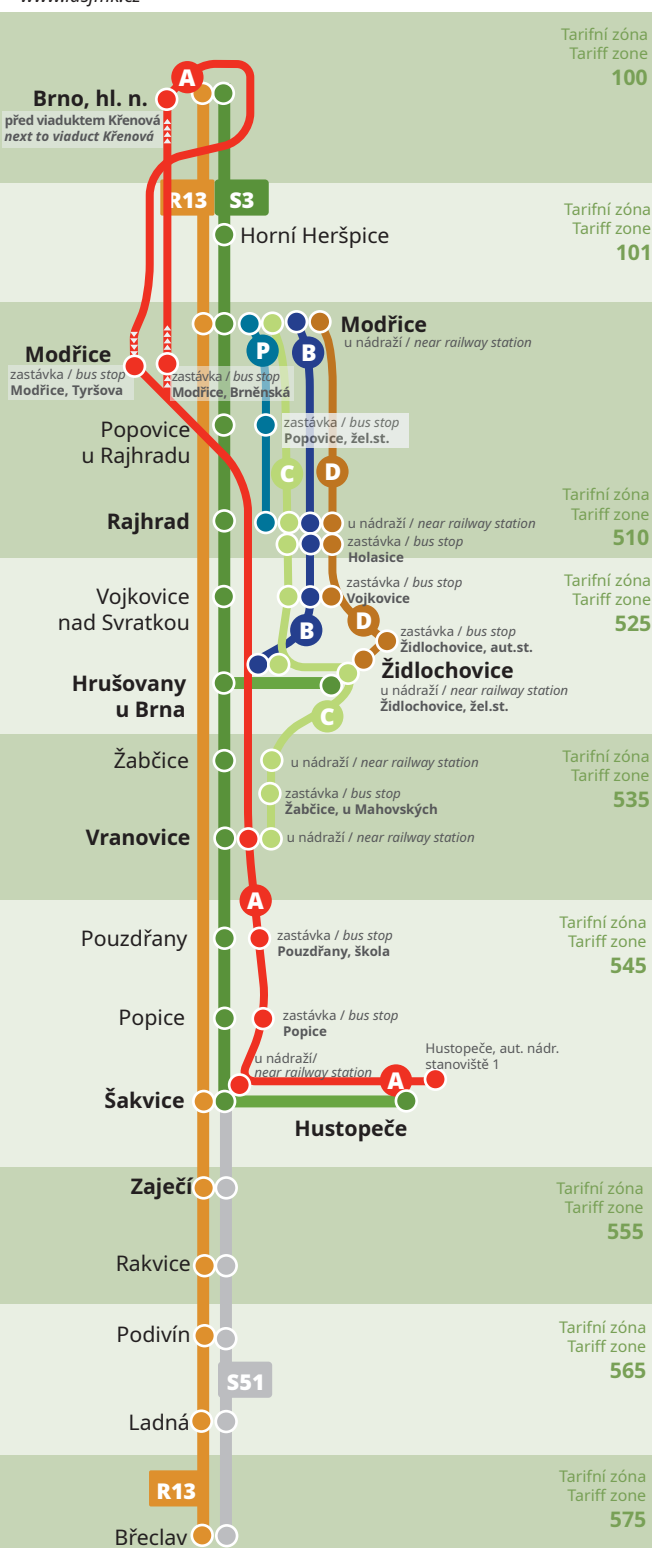 Tarifní zóna
Tariff zone
100
A
Brno, hl. n.
před viaduktem Křenová
next to viaduct Křenová
R13
S3
Tarifní zóna
Tariff zone
101
Horní Heršpice
Modřice
u nádraží / near railway station
P
B
Modřice
zastávka / bus stop
Modřice, Tyršova
zastávka / bus stop
Modřice, Brněnská
Popovice
u Rajhradu
zastávka / bus stop
Popovice, žel.st.
C
D
Tarifní zóna
Tariff zone
510
Rajhrad
u nádraží / near railway station
zastávka / bus stop
Holasice
Tarifní zóna
Tariff zone
525
Vojkovice
nad Svratkou
zastávka / bus stop
Vojkovice
B
D
zastávka / bus stop
Židlochovice, aut.st.
Židlochovice
u nádraží / near railway station
Židlochovice, žel.st.
Hrušovany
u Brna
C
Tarifní zóna
Tariff zone
535
Žabčice
u nádraží / near railway station
zastávka / bus stop
Žabčice, u Mahovských
Vranovice
u nádraží / near railway station
A
Tarifní zóna
Tariff zone
545
Pouzdřany
zastávka / bus stop
Pouzdřany, škola
Popice
zastávka / bus stop
Popice
u nádraží/
near railway station
A
Hustopeče, aut. nádr.
stanoviště 1
Šakvice
Hustopeče
Tarifní zóna
Tariff zone
555
Zaječí
Rakvice
Tarifní zóna
Tariff zone
565
Podivín
S51
Ladná
Tarifní zóna
Tariff zone
575
R13
Břeclav